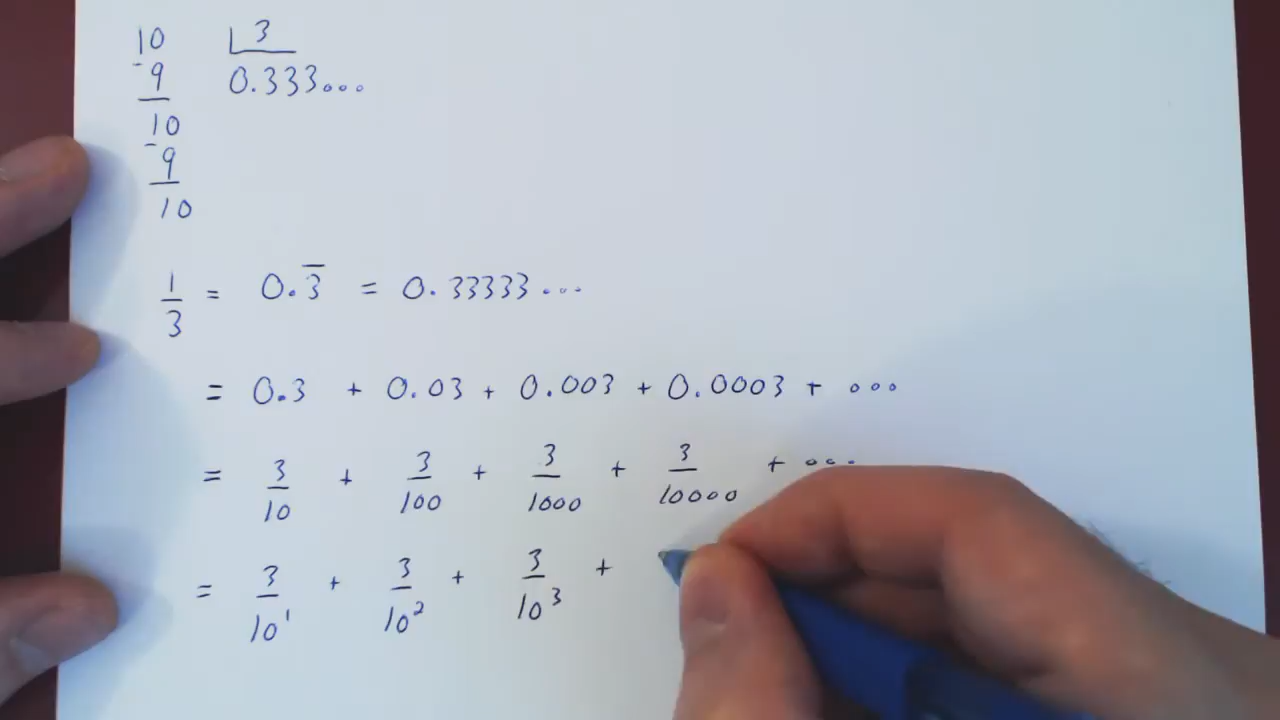 10 3
-9 0.333...
10
-9
10
1/3 = 0.3̅ = 0.33333...
= 0.3 + 0.03 + 0.003 + 0.0003 + ...
= 3/10 + 3/100 + 3/1000 + 3/10000 + ...
= 3/10¹ + 3/10² + 3/10³ +